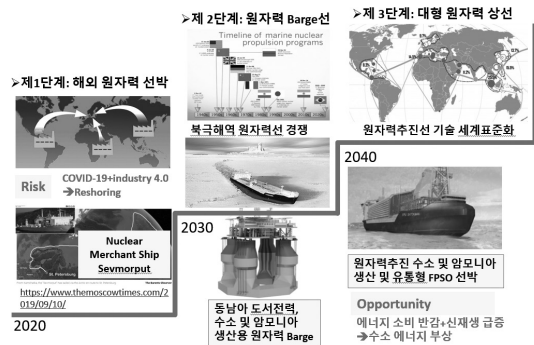 ➢제1단계: 해외 원자력 선박
Risk
COVID-19+industry 4.0
➔Reshoring
Nuclear
Merchant Ship
Sevmorput
https://www.themoscowtimes.com/2
019/09/10/
2020
➢제 2단계: 원자력 Barge선
Timeline of marine nuclear
propulsion programs
북극해역 원자력선 경쟁
2030
동남아 도서전력,
수소 및 암모니아
생산용 원자력 Barge
➢제 3단계: 대형 원자력 상선
원자력추진선 기술 세계표준화
2040
원자력추진 수소 및 암모니아
생산 및 유통형 FPSO 선박
Opportunity
에너지 소비 반감+신재생 급증
➔수소 에너지 부상